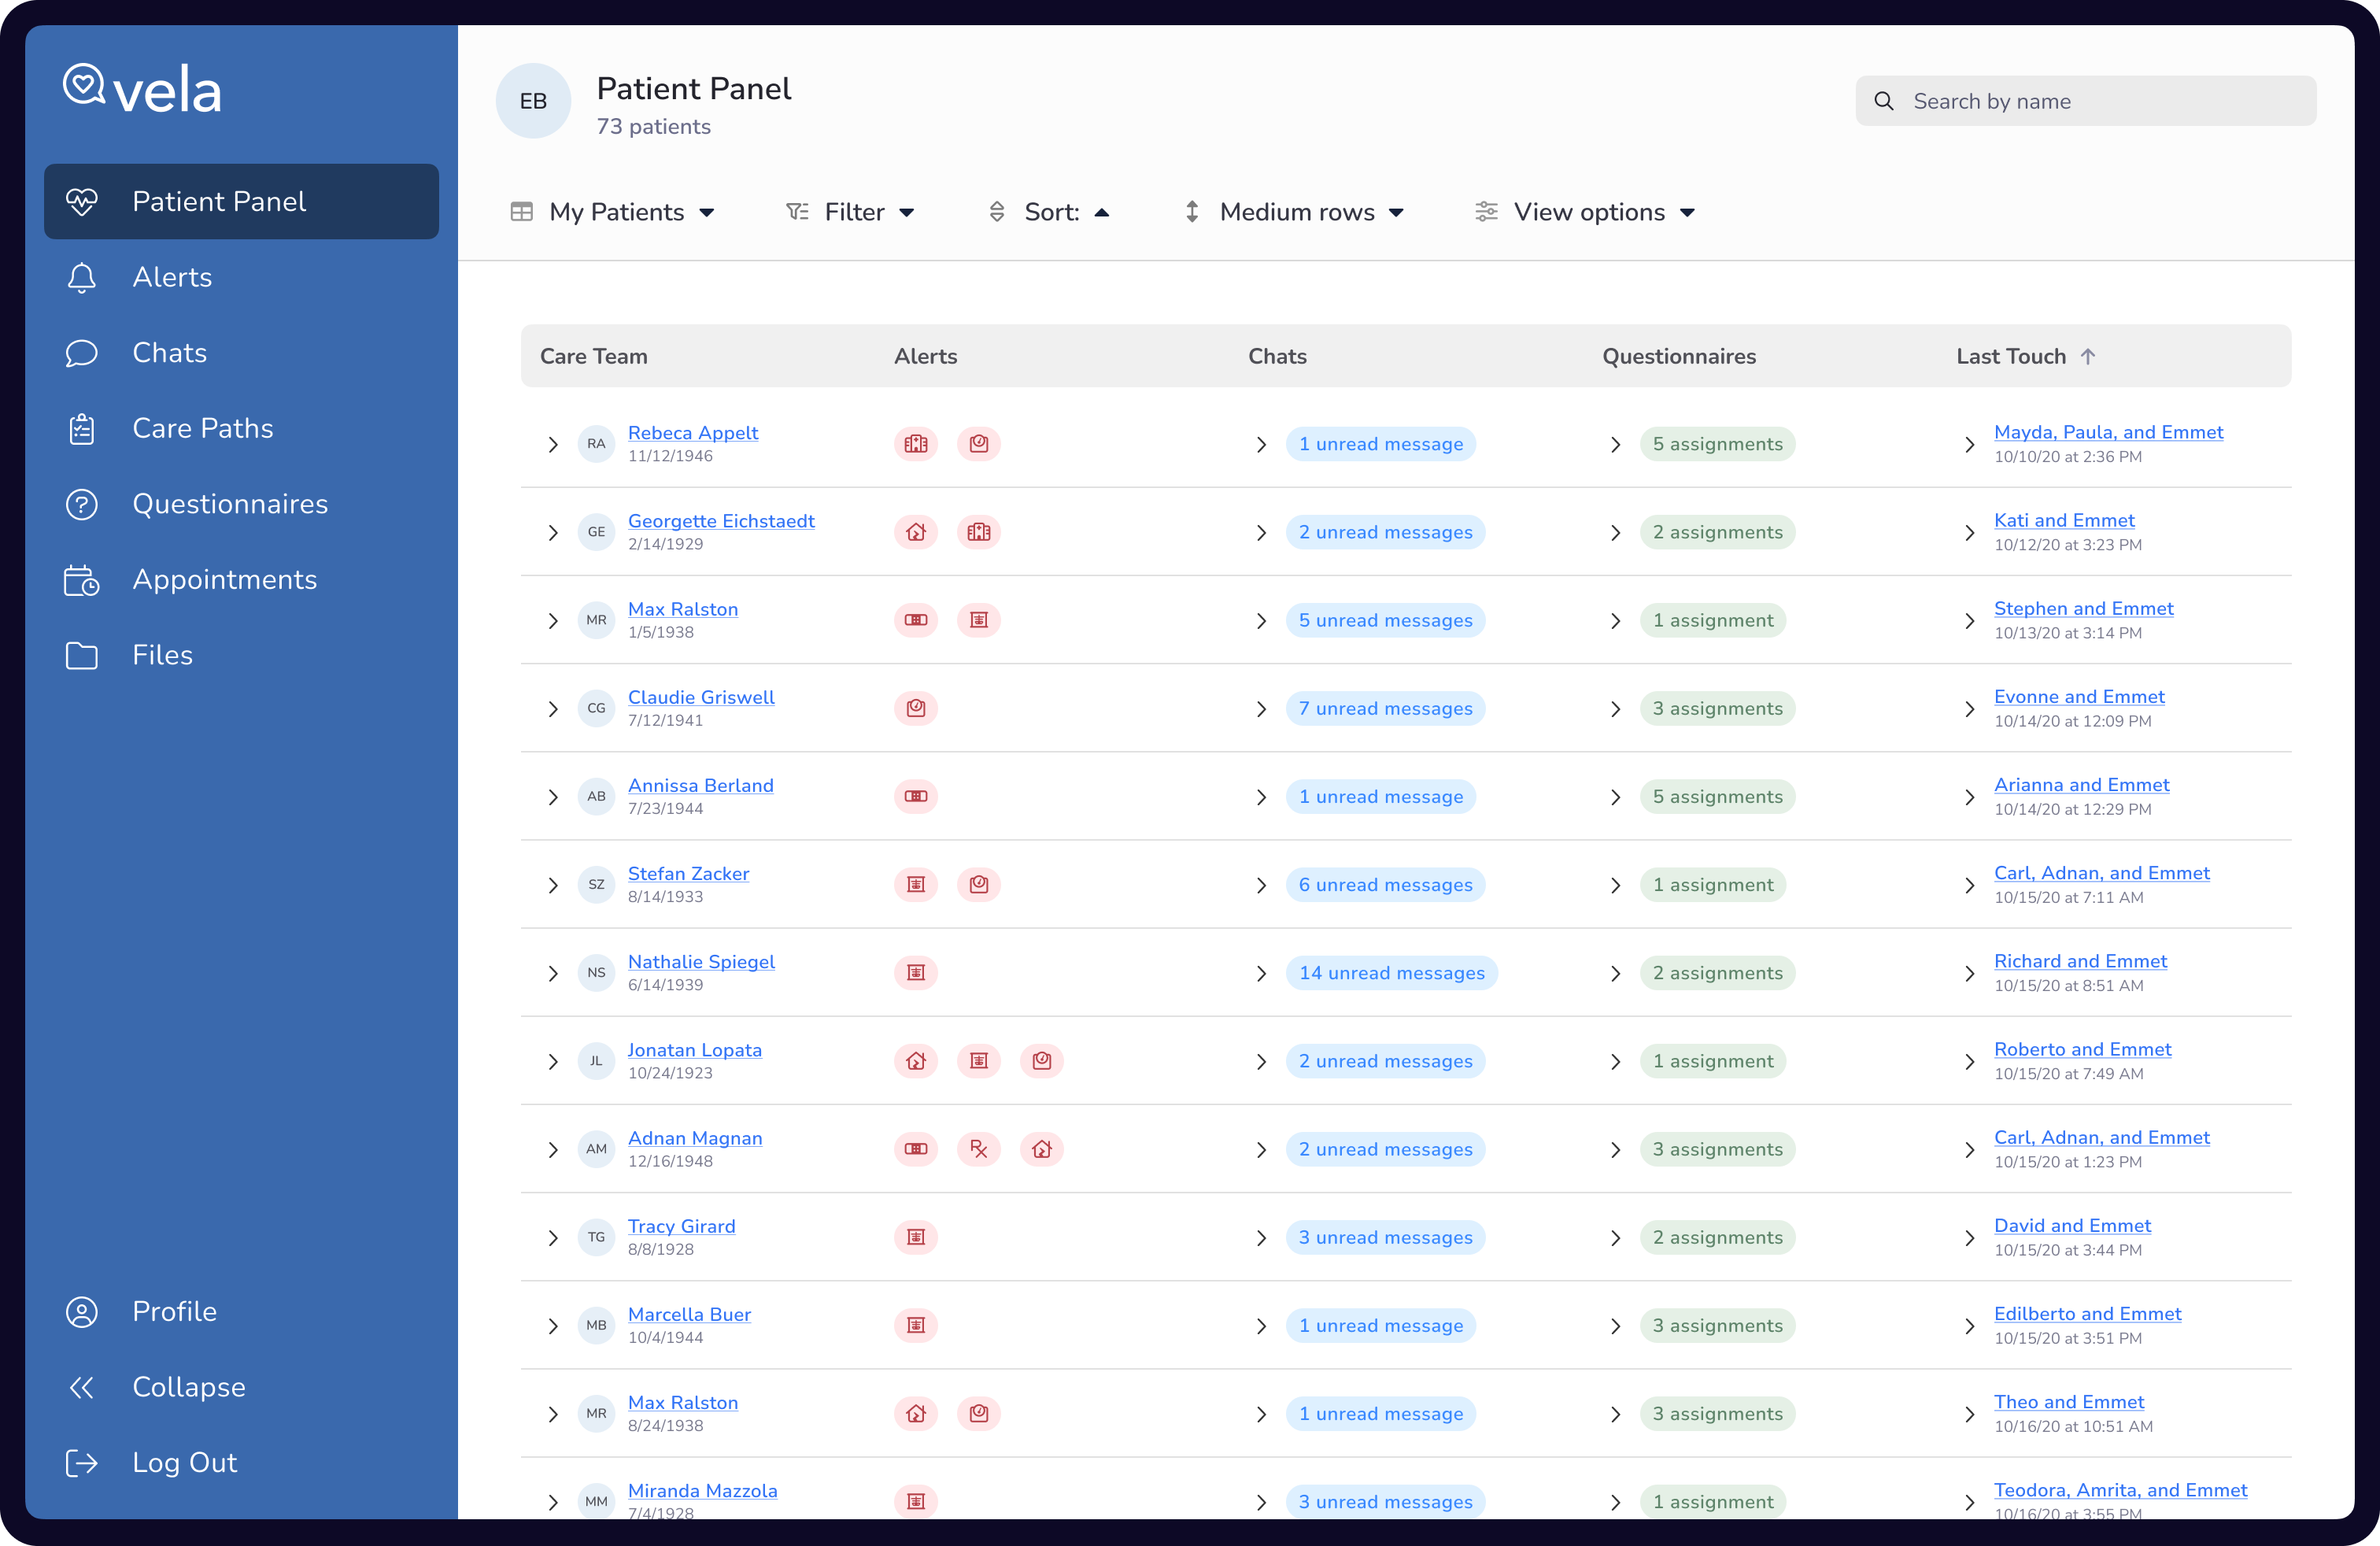 vela
Patient Panel
Alerts
Chats
Care Paths
Questionnaires
Appointments
Files
Profile
Collapse
Log Out
EB
Patient Panel
73 patients
Search by name
My Patients
Filter
Sort:
Medium rows
View options
Care Team Alerts Chats Questionnaires Last Touch
RA Rebeca Appelt 1 unread message 5 assignments Mayda, Paula, and Emmet
11/12/1946 10/10/20 at 2:36 PM
GE Georgette Eichstaedt 2 unread messages 2 assignments Kati and Emmet
2/14/1929 10/12/20 at 3:23 PM
MR Max Ralston 5 unread messages 1 assignment Stephen and Emmet
1/5/1938 10/13/20 at 3:14 PM
CG Claudie Griswell 7 unread messages 3 assignments Evonne and Emmet
7/12/1941 10/14/20 at 12:09 PM
AB Annissa Berland 1 unread message 5 assignments Arianna and Emmet
7/23/1944 10/14/20 at 12:29 PM
SZ Stefan Zacker 6 unread messages 1 assignment Carl, Adnan, and Emmet
8/14/1933 10/15/20 at 7:11 AM
NS Nathalie Spiegel 14 unread messages 2 assignments Richard and Emmet
6/14/1939 10/15/20 at 8:51 AM
JL Jonatan Lopata 2 unread messages 1 assignment Roberto and Emmet
10/24/1923 10/15/20 at 7:49 AM
AM Adnan Magnan Rx 2 unread messages 3 assignments Carl, Adnan, and Emmet
12/16/1948 10/15/20 at 1:23 PM
TG Tracy Girard 3 unread messages 2 assignments David and Emmet
8/8/1928 10/15/20 at 3:44 PM
MB Marcella Buer 1 unread message 3 assignments Edilberto and Emmet
10/4/1944 10/15/20 at 3:51 PM
MR Max Ralston 1 unread message 3 assignments Theo and Emmet
8/24/1938 10/16/20 at 10:51 AM
MM Miranda Mazzola 3 unread messages 1 assignment Teodora, Amrita, and Emmet
7/4/1928 10/16/20 at 3:55 PM